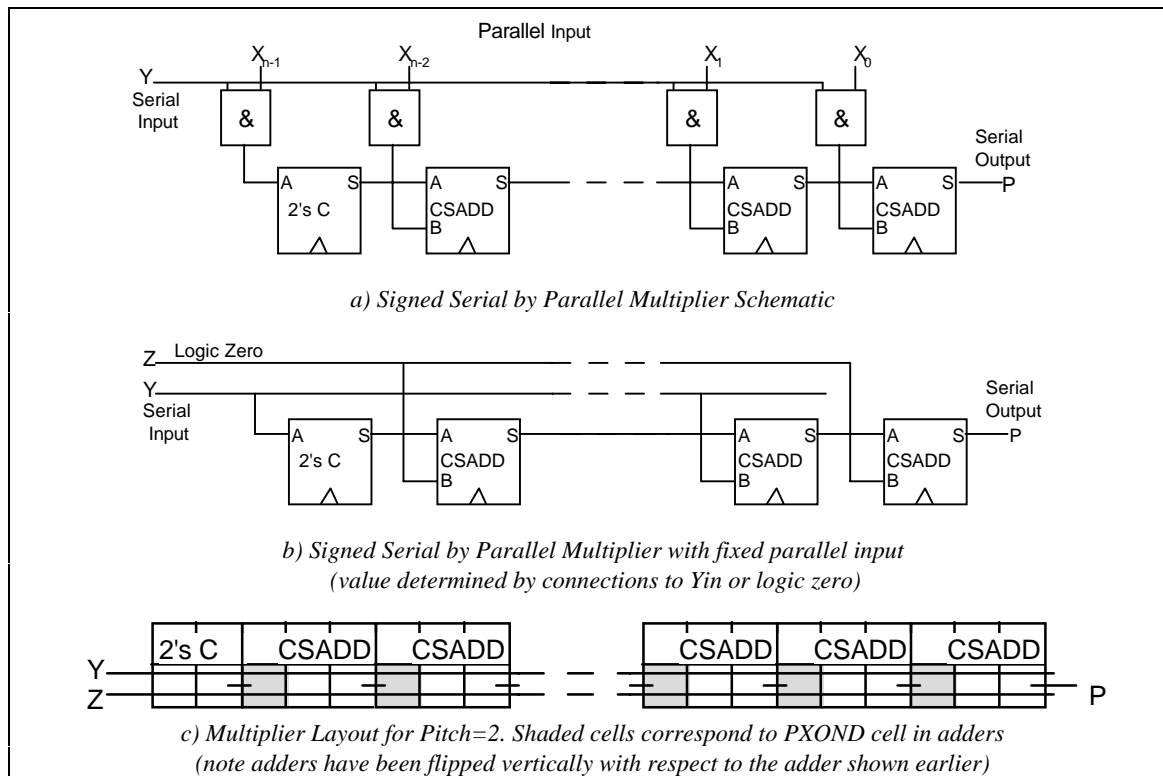 Parallel Input
Xn-1 Xn-2 X1 X0
Y
Serial
Input
& & & &
Serial
Output
A S A S A S A S P
2's C CSADD CSADD CSADD
B B B
a) Signed Serial by Parallel Multiplier Schematic
Z Logic Zero
Y
Serial
Input
Serial
Output
A S A S A S A S P
2's C CSADD CSADD CSADD
B B B
b) Signed Serial by Parallel Multiplier with fixed parallel input
(value determined by connections to Yin or logic zero)
2's C CSADD CSADD CSADD CSADD CSADD
Y
Z P
c) Multiplier Layout for Pitch=2. Shaded cells correspond to PXOND cell in adders
(note adders have been flipped vertically with respect to the adder shown earlier)